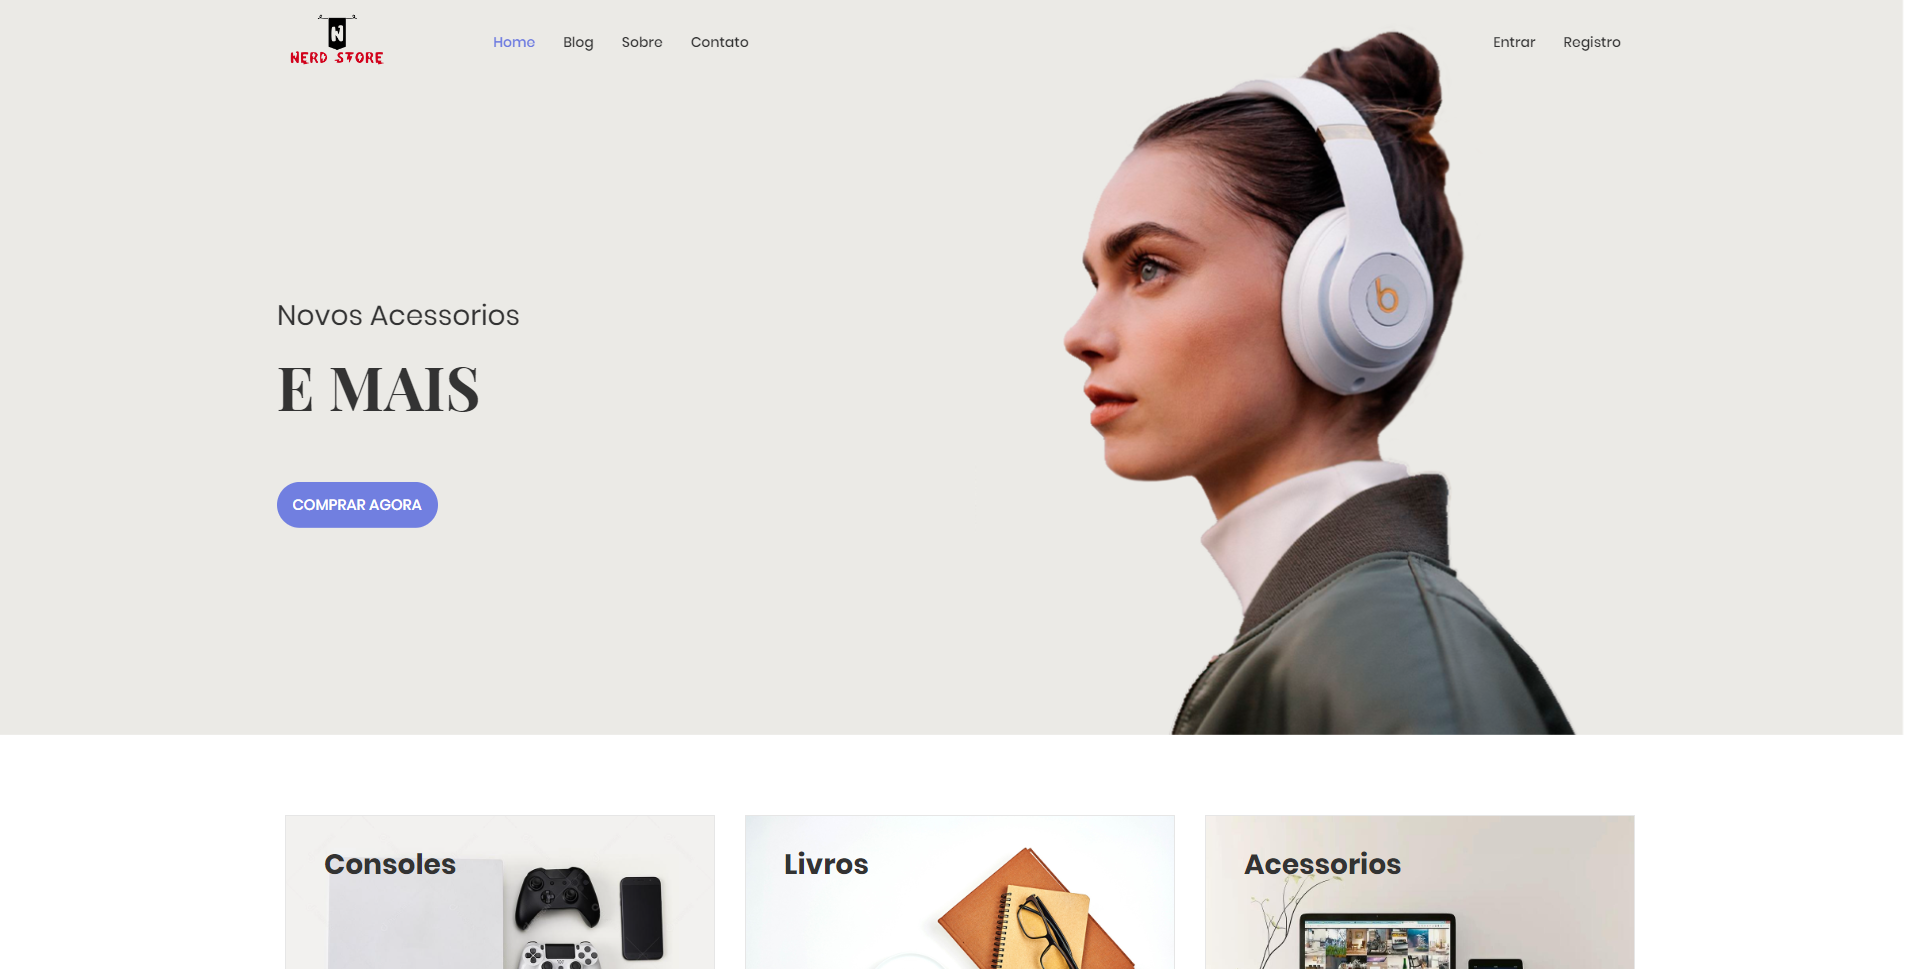 N
NERD STORE
Home
Blog
Sobre
Contato
Entrar
Registro
Novos Acessorios
E MAIS
COMPRAR AGORA
b
Consoles
Livros
Acessorios